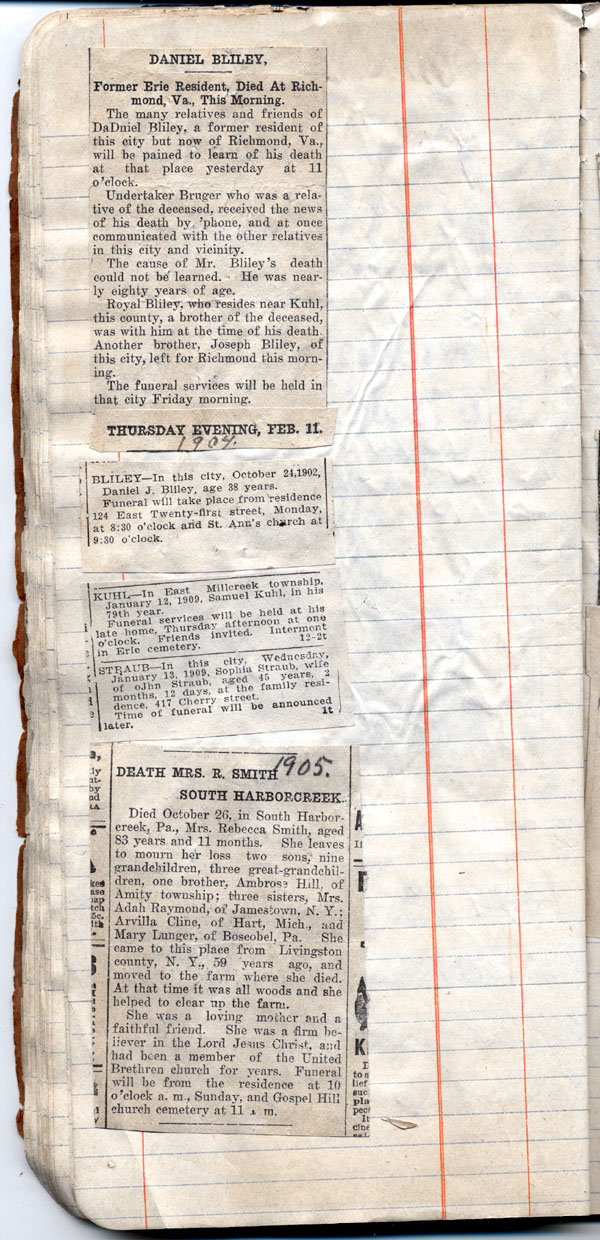 DANIEL BLILEY,
Former Erie Resident, Died At Rich-
mond, Va., This Morning.
The many relatives and friends of
DaDniel Bliley, a former resident of
this city but now of Richmond, Va.,
will be pained to learn of his death
at that place yesterday at 11
o'clock.
Undertaker Bruger who was a rela-
tive of the deceased, received the news
of his death by 'phone, and at once
communicated with the other relatives
in this city and vicinity.
The cause of Mr. Bliley's death
could not be learned. He was near-
ly eighty years of age.
Royal Bliley, who resides near Kuhl,
this county, a brother of the deceased,
was with him at the time of his death.
Another brother, Joseph Bliley, of
this city, left for Richmond this morn-
ing.
The funeral services will be held in
that city Friday morning.
THURSDAY EVENING, FEB. 11.
1904.
BLILEY—In this city, October 24,1902,
Daniel J. Bliley, age 38 years.
Funeral will take place from residence
124 East Twenty-first street, Monday,
at 8:30 o'clock and St. Ann's church at
9:30 o'clock.
KUHL—In East Millcreek township,
January 12, 1909, Samuel Kuhl, in his
79th year.
Funeral services will be held at his
late home, Thursday afternoon at one
o'clock. Friends invited. Interment
in Erie cemetery. 12-2t
STRAUB—In this city, Wednesday,
January 13, 1909, Sophia Straub, wife
of oJhn Straub, aged 45 years, 2
months, 12 days, at the family resi-
dence, 417 Cherry street.
Time of funeral will be announced
later. 1t
DEATH MRS. R. SMITH 1905.
SOUTH HARBORCREEK.
Died October 26, in South Harbor-
creek, Pa., Mrs. Rebecca Smith, aged
83 years and 11 months. She leaves
to mourn her loss two sons, nine
grandchildren, three great-grandchil-
dren, one brother, Ambrose Hill, of
Amity township; three sisters, Mrs.
Adah Raymond, of Jamestown, N. Y.;
Arvilla Cline, of Hart, Mich., and
Mary Lunger, of Boscobel, Pa. She
came to this place from Livingston
county, N. Y., 59 years ago, and
moved to the farm where she died.
At that time it was all woods and she
helped to clear up the farm.
She was a loving mother and a
faithful friend. She was a firm be-
liever in the Lord Jesus Christ, and
had been a member of the United
Brethren church for years. Funeral
will be from the residence at 10
o'clock a. m., Sunday, and Gospel Hill
church cemetery at 11 a m.